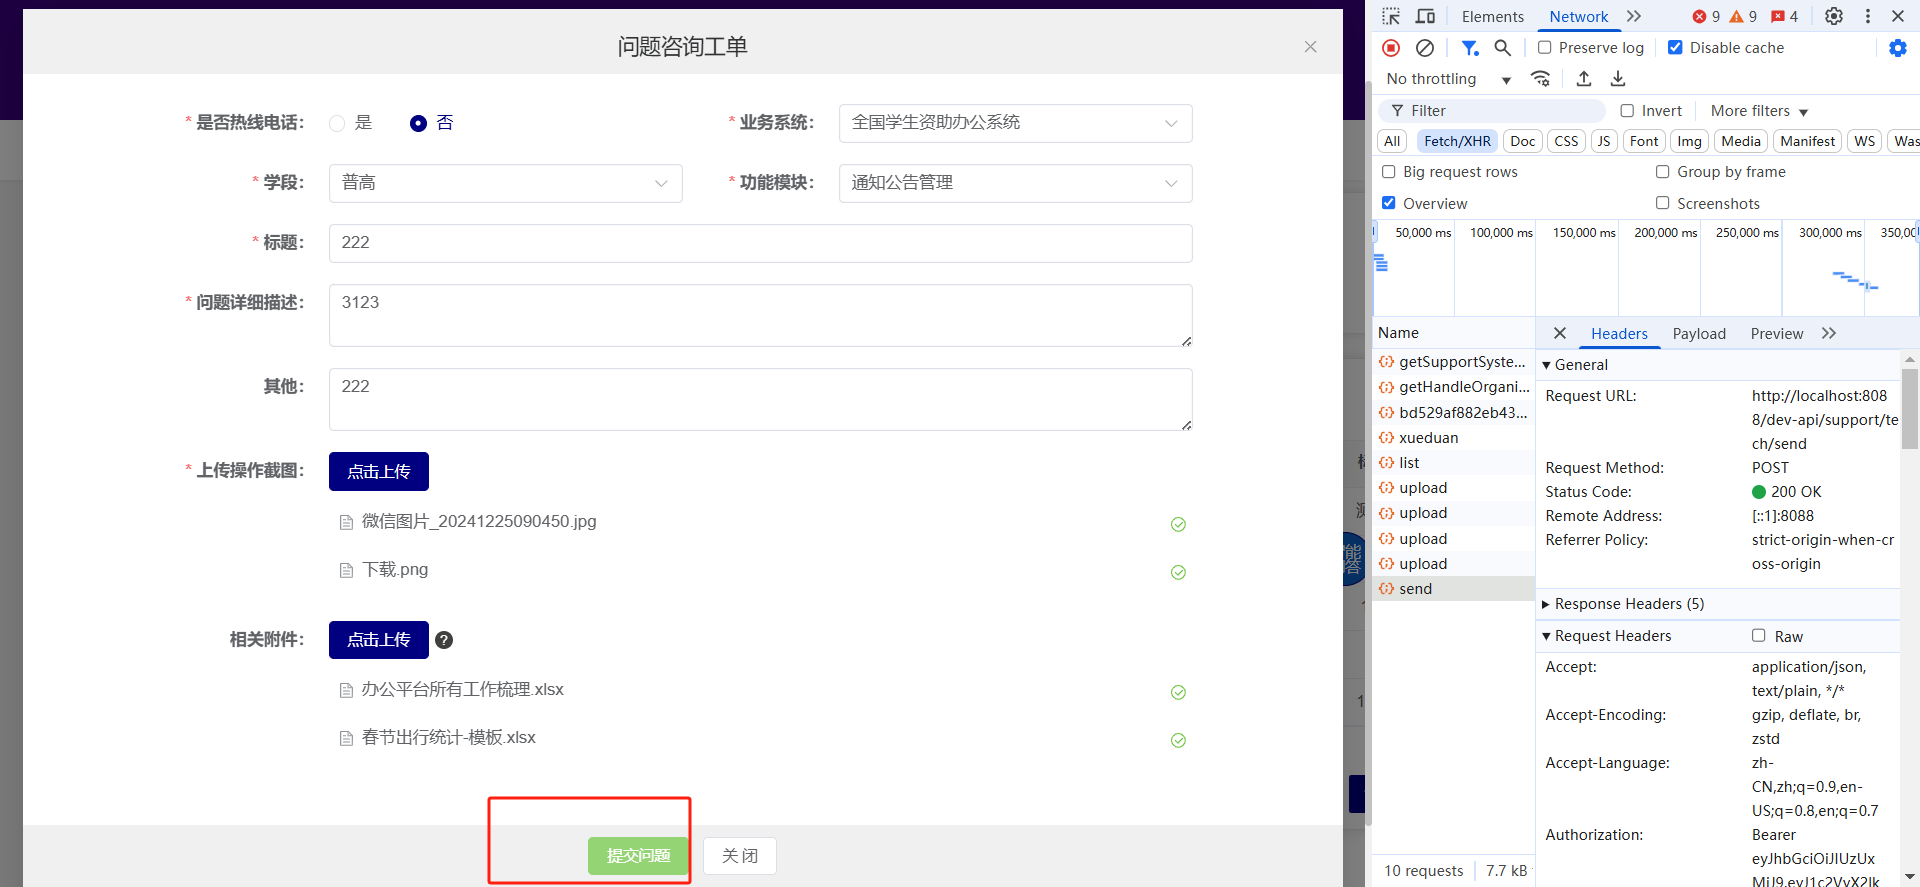 问题咨询工单
* 是否热线电话： 是 否
* 业务系统： 全国学生资助办公系统
* 学段： 普高
* 功能模块： 通知公告管理
* 标题： 222
* 问题详细描述： 3123
其他： 222
* 上传操作截图： 点击上传
微信图片_20241225090450.jpg
下载.png
相关附件： 点击上传 ?
办公平台所有工作梳理.xlsx
春节出行统计-模板.xlsx
提交问题 关 闭
Elements Network 9 9 4
Preserve log Disable cache
No throttling
Filter Invert More filters
All Fetch/XHR Doc CSS JS Font Img Media Manifest WS Was
Big request rows Group by frame
Overview Screenshots
50,000 ms 100,000 ms 150,000 ms 200,000 ms 250,000 ms 300,000 ms 350,0
Name
getSupportSyste...
getHandleOrgani...
bd529af882eb43...
xueduan
list
upload
upload
upload
upload
send
10 requests 7.7 kB
Headers Payload Preview
General
Request URL: http://localhost:808
8/dev-api/support/te
ch/send
Request Method: POST
Status Code: 200 OK
Remote Address: [::1]:8088
Referrer Policy: strict-origin-when-cr
oss-origin
Response Headers (5)
Request Headers Raw
Accept: application/json,
text/plain, */*
Accept-Encoding: gzip, deflate, br,
zstd
Accept-Language: zh-
CN,zh;q=0.9,en-
US;q=0.8,en;q=0.7
Authorization: Bearer
eyJhbGciOiJIUzUx